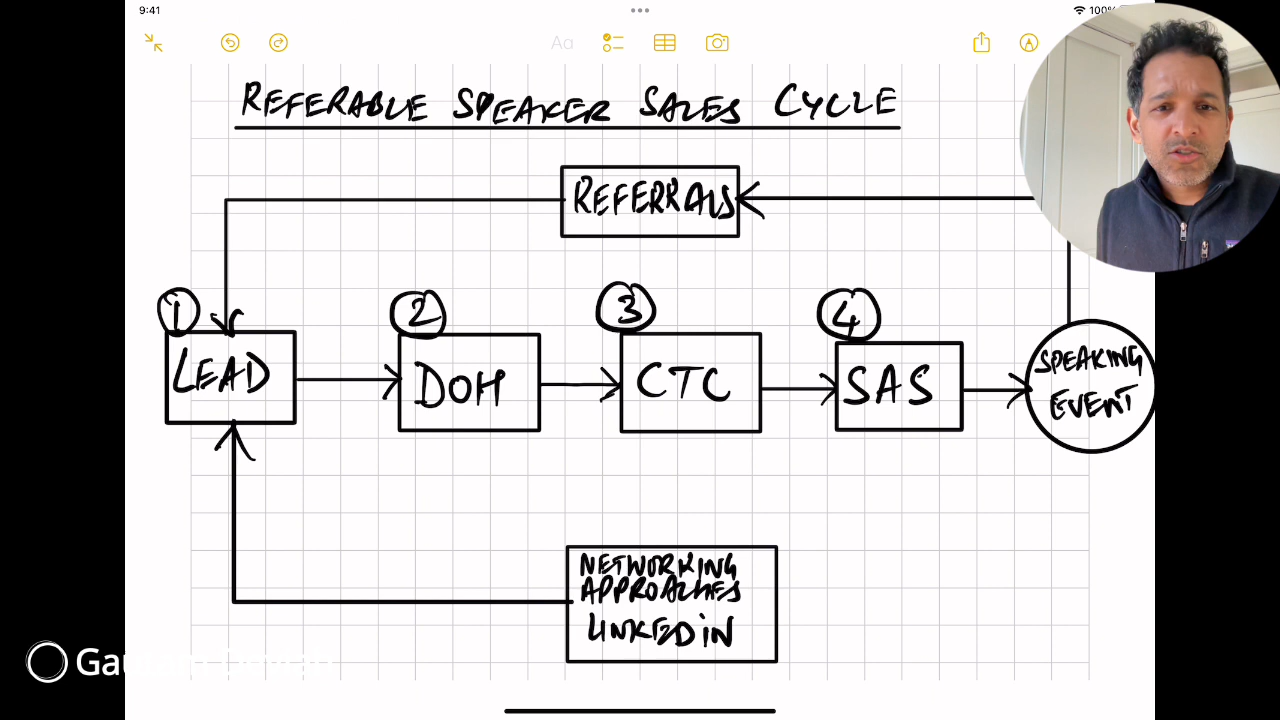 9:41
100%
Aa
REFERABLE SPEAKER SALES CYCLE
REFERRALS
1
2
3
4
LEAD
DOH
CTC
SAS
SPEAKING
EVENT
NETWORKING
APPROACHES
LINKEDIN